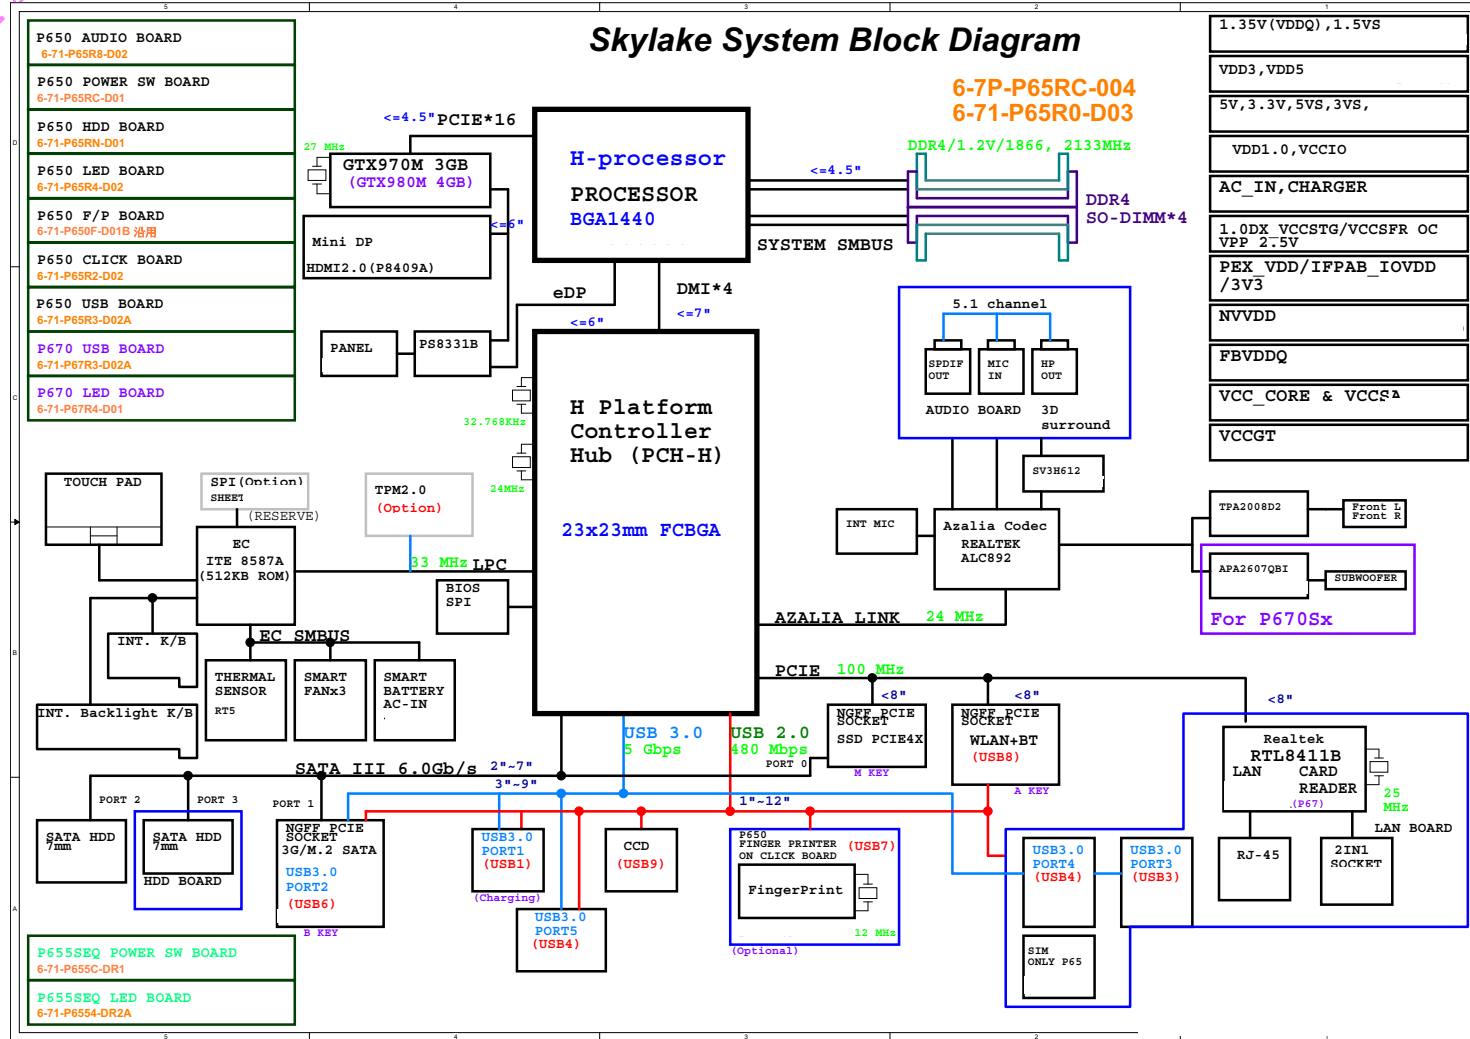 Skylake System Block Diagram
6-7P-P65RC-004
6-71-P65R0-D03
P650 AUDIO BOARD
6-71-P65R8-D02
P650 POWER SW BOARD
6-71-P65RC-D01
P650 HDD BOARD
6-71-P65RN-D01
P650 LED BOARD
6-71-P65R4-D02
P650 F/P BOARD
6-71-P650F-D01B 沿用
P650 CLICK BOARD
6-71-P65R2-D02
P650 USB BOARD
6-71-P65R3-D02A
P670 USB BOARD
6-71-P67R3-D02A
P670 LED BOARD
6-71-P67R4-D01
1.35V(VDDQ),1.5VS
VDD3,VDD5
5V,3.3V,5VS,3VS,
VDD1.0,VCCIO
AC_IN,CHARGER
1.0DX_VCCSTG/VCCSFR OC
VPP 2.5V
PEX_VDD/IFPAB_IOVDD
/3V3
NVVDD
FBVDDQ
VCC_CORE & VCCSA
VCCGT
<=4.5"
PCIE*16
27 MHz
GTX970M 3GB
(GTX980M 4GB)
<=6"
Mini DP
HDMI2.0(P8409A)
H-processor
PROCESSOR
BGA1440
DDR4/1.2V/1866, 2133MHz
<=4.5"
DDR4
SO-DIMM*4
SYSTEM SMBUS
eDP
DMI*4
<=6"
<=7"
PANEL
PS8331B
32.768KHz
24MHz
H Platform
Controller
Hub (PCH-H)
23x23mm FCBGA
5.1 channel
SPDIF
OUT
MIC
IN
HP
OUT
AUDIO BOARD
3D
surround
SV3H612
INT MIC
Azalia Codec
REALTEK
ALC892
TPA2008D2
Front L
Front R
APA2607QBI
SUBWOOFER
For P670Sx
AZALIA LINK
24 MHz
TOUCH PAD
SPI(Option)
SHEET
(RESERVE)
EC
ITE 8587A
(512KB ROM)
TPM2.0
(Option)
33 MHz
LPC
BIOS
SPI
EC SMBUS
INT. K/B
INT. Backlight K/B
THERMAL
SENSOR
RT5
SMART
FANx3
SMART
BATTERY
AC-IN
PCIE
100 MHz
<8"
<8"
<8"
NGFF PCIE
SOCKET
SSD PCIE4X
PORT 0
M KEY
NGFF PCIE
SOCKET
WLAN+BT
(USB8)
A KEY
Realtek
RTL8411B
LAN
CARD
READER
(P67)
25
MHz
LAN BOARD
RJ-45
2IN1
SOCKET
USB 3.0
5 Gbps
USB 2.0
480 Mbps
SATA III 6.0Gb/s
2"~7"
3"~9"
1"~12"
PORT 2
PORT 3
PORT 1
SATA HDD
7mm
SATA HDD
7mm
HDD BOARD
NGFF PCIE
SOCKET
3G/M.2 SATA
USB3.0
PORT2
(USB6)
B KEY
USB3.0
PORT1
(USB1)
(Charging)
USB3.0
PORT5
(USB4)
CCD
(USB9)
P650
FINGER PRINTER
ON CLICK BOARD
(USB7)
FingerPrint
12 MHz
(Optional)
USB3.0
PORT4
(USB4)
USB3.0
PORT3
(USB3)
SIM
ONLY P65
P655SEQ POWER SW BOARD
6-71-P655C-DR1
P655SEQ LED BOARD
6-71-P6554-DR2A